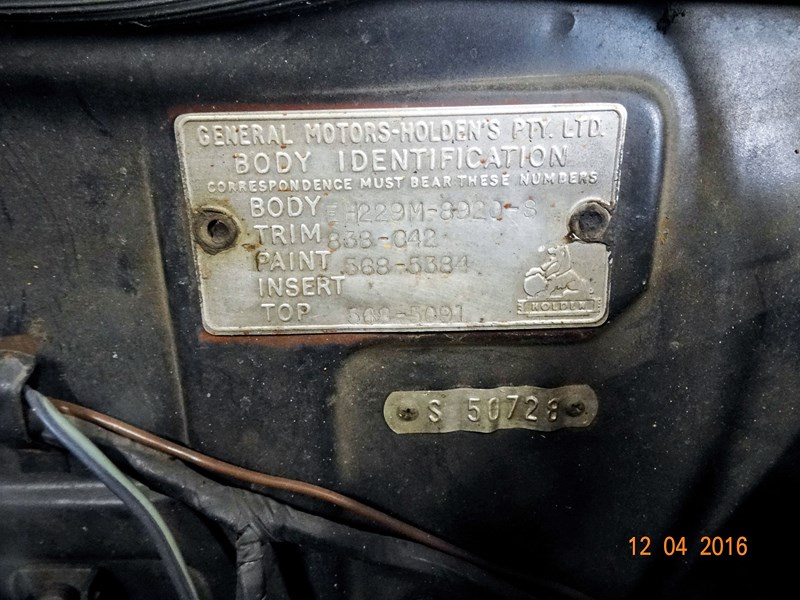 GENERAL MOTORS-HOLDEN'S PTY. LTD.
BODY IDENTIFICATION
CORRESPONDENCE MUST BEAR THESE NUMBERS
BODY EH229M-8920-S
TRIM 838-C42
PAINT 568-5384
INSERT
TOP 568-5091
HOLDEN
S 50728
12 04 2016